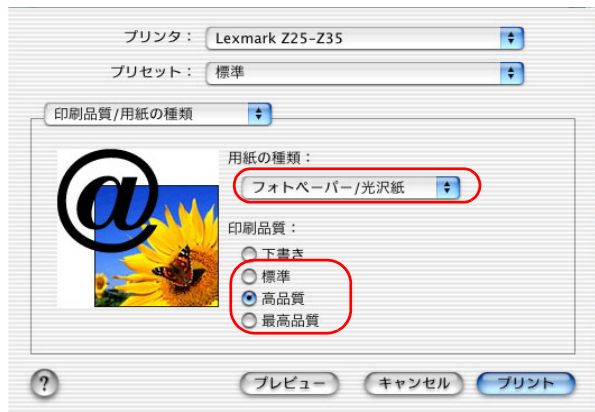 プリンタ： Lexmark Z25-Z35
プリセット： 標準
印刷品質/用紙の種類
@
用紙の種類：
フォトペーパー/光沢紙
印刷品質：
下書き
標準
高品質
最高品質
? プレビュー キャンセル プリント